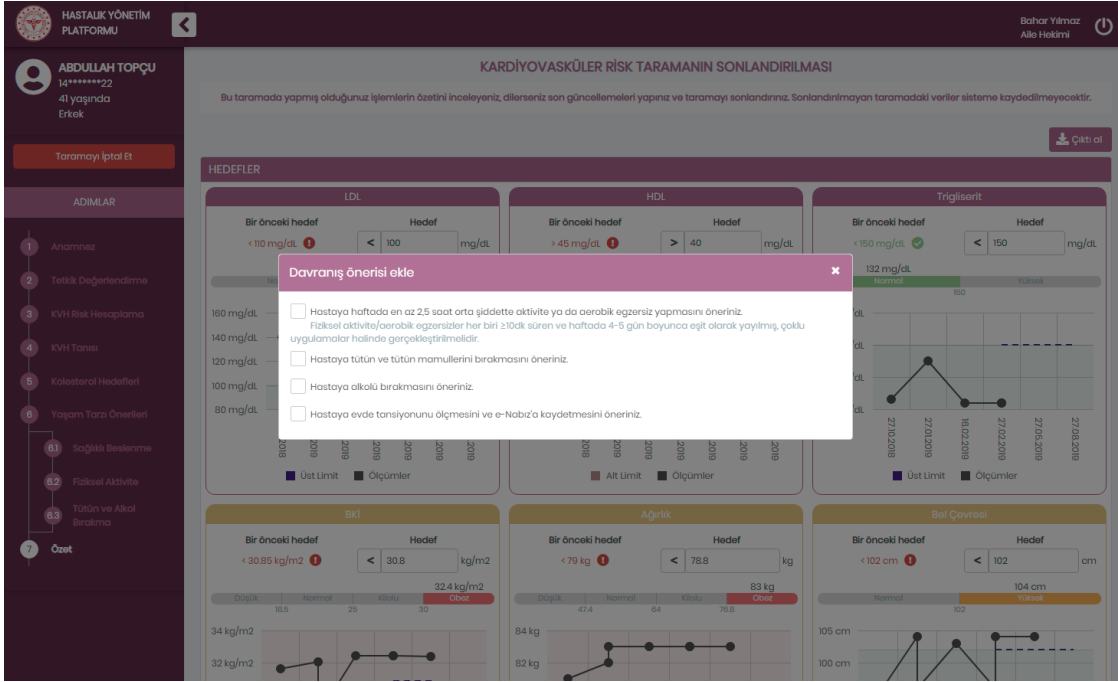 HASTALIK YÖNETİM
PLATFORMU
Bahar Yılmaz
Aile Hekimi
ABDULLAH TOPÇU
14*******22
41 yaşında
Erkek
Taramayı İptal Et
ADIMLAR
1 Anamnez
2 Tetkik Değerlendirme
3 KVH Risk Hesaplama
4 KVH Tanısı
5 Kolesterol Hedefleri
6 Yaşam Tarzı Önerileri
6.1 Sağlıklı Beslenme
6.2 Fiziksel Aktivite
6.3 Tütün ve Alkol
Bırakma
7 Özet
KARDİYOVASKÜLER RİSK TARAMANIN SONLANDIRILMASI
Bu taramada yapmış olduğunuz işlemlerin özetini inceleyeniz, dilerseniz son güncellemeleri yapınız ve taramayı sonlandırınız. Sonlandırılmayan taramadaki veriler sisteme kaydedilmeyecektir.
Çıktı al
HEDEFLER
LDL
Bir önceki hedef Hedef
<110 mg/dL < 100 mg/dL
160 mg/dL
140 mg/dL
120 mg/dL
100 mg/dL
80 mg/dL
2018 2019 2019 2019 2019 2019
Üst Limit Ölçümler
HDL
Bir önceki hedef Hedef
>45 mg/dL > 40 mg/dL
2018 2019 2019 2019 2019 2019
Alt Limit Ölçümler
Trigliserit
Bir önceki hedef Hedef
<150 mg/dL < 150 mg/dL
132 mg/dL
Normal Yüksek
150
27.10.2018 27.01.2019 16.02.2019 27.02.2019 27.05.2019 27.08.2019
Üst Limit Ölçümler
Davranış önerisi ekle ×
Hastaya haftada en az 2,5 saat orta şiddette aktivite ya da aerobik egzersiz yapmasını öneriniz.
Fiziksel aktivite/aerobik egzersizler her biri ≥10dk süren ve haftada 4-5 gün boyunca eşit olarak yayılmış, çoklu
uygulamalar halinde gerçekleştirilmelidir.
Hastaya tütün ve tütün mamullerini bırakmasını öneriniz.
Hastaya alkolü bırakmasını öneriniz.
Hastaya evde tansiyonunu ölçmesini ve e-Nabız'a kaydetmesini öneriniz.
BKİ
Bir önceki hedef Hedef
<30.85 kg/m2 < 30.8 kg/m2
32.4 kg/m2
Düşük Normal Kilolu Obez
18.5 25 30
34 kg/m2
32 kg/m2
Ağırlık
Bir önceki hedef Hedef
<79 kg < 78.8 kg
83 kg
Düşük Normal Kilolu Obez
47.4 64 76.8
84 kg
82 kg
Bel Çevresi
Bir önceki hedef Hedef
<102 cm < 102 cm
104 cm
Normal Yüksek
102
105 cm
100 cm